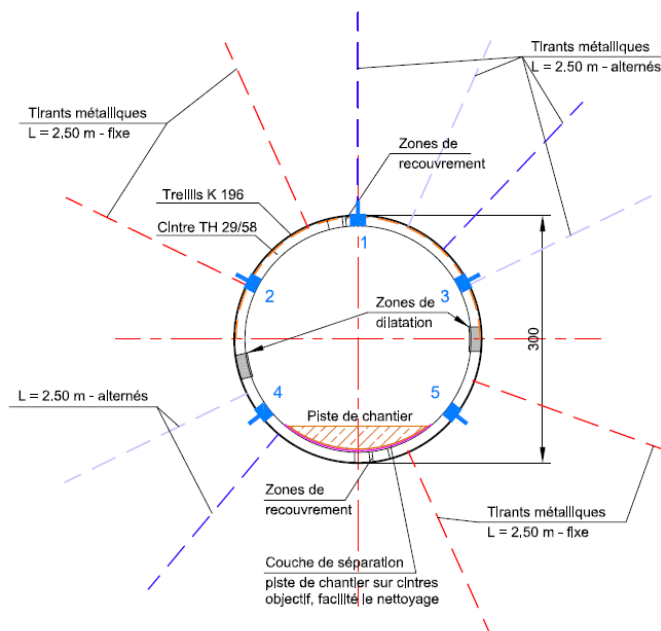 Tirants métalliques
L = 2.50 m - alternés
Tirants métalliques
L = 2,50 m - fixe
Zones de
recouvrement
Treillis K 196
Cintre TH 29/58
1
2
3
Zones de
dilatation
300
L = 2.50 m - alternés
4
5
Piste de chantier
Zones de
recouvrement
Tirants métalliques
L = 2,50 m - fixe
Couche de séparation
piste de chantier sur cintres
objectif, facilité le nettoyage